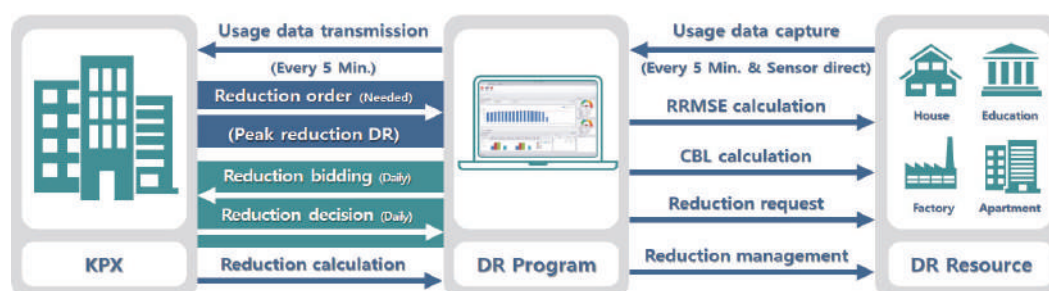 Usage data transmission
(Every 5 Min.)
Reduction order (Needed)
(Peak reduction DR)
Reduction bidding (Daily)
Reduction decision (Daily)
Reduction calculation
KPX
DR Program
Usage data capture
(Every 5 Min. & Sensor direct)
RRMSE calculation
CBL calculation
Reduction request
Reduction management
House
Education
Factory
Apartment
DR Resource